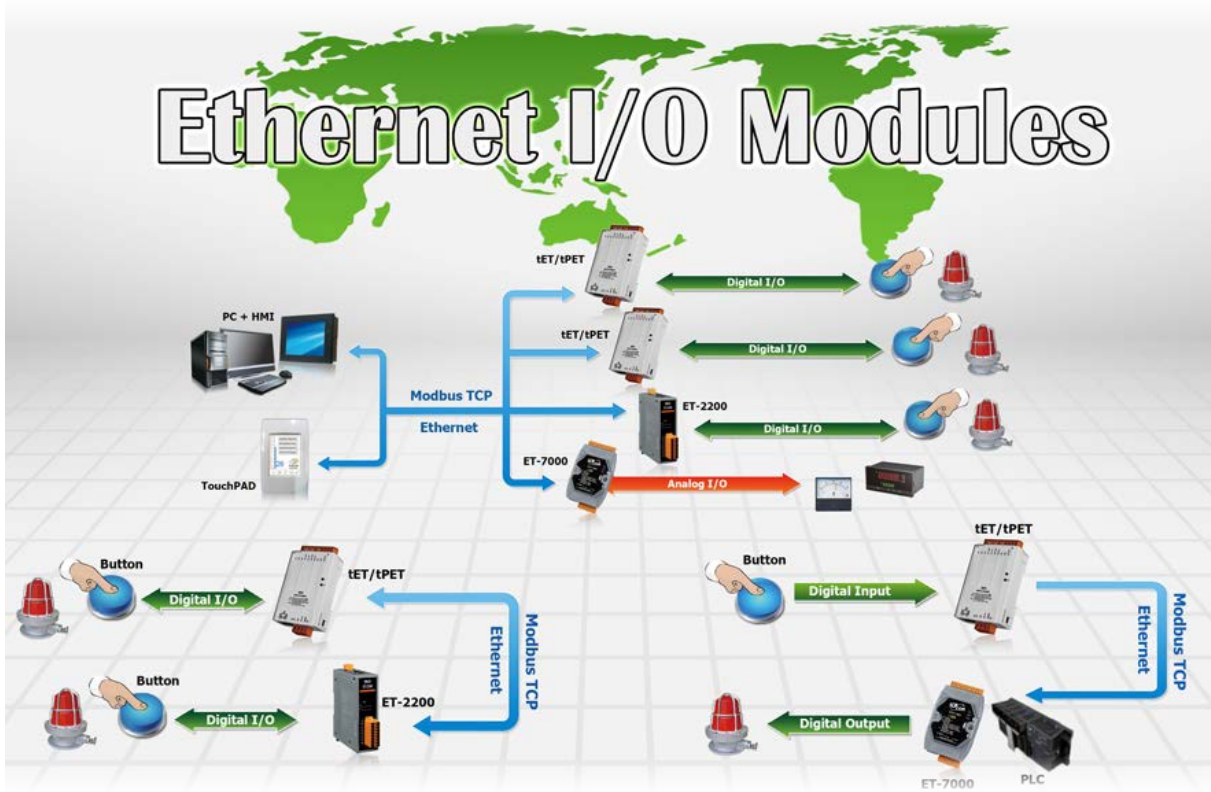 Ethernet I/O Modules
tET/tPET
Digital I/O
PC + HMI
tET/tPET
Digital I/O
Modbus TCP
Ethernet
ET-2200
Digital I/O
TouchPAD
ET-7000
Analog I/O
Button
tET/tPET
Digital I/O
Modbus TCP
Ethernet
Button
ET-2200
Digital I/O
tET/tPET
Button
Digital Input
Modbus TCP
Ethernet
Digital Output
ET-7000
PLC